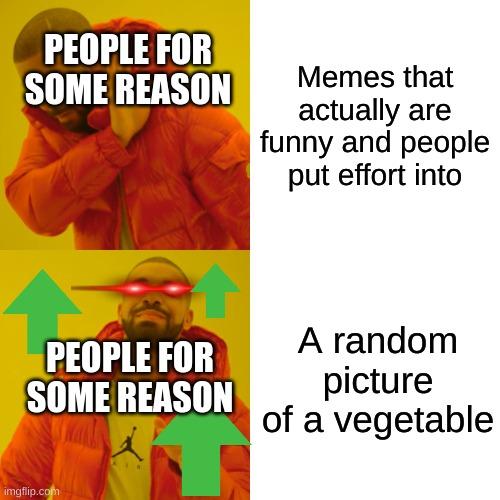 PEOPLE FOR
SOME REASON
Memes that
actually are
funny and people
put effort into
PEOPLE FOR
SOME REASON
A random
picture
of a vegetable
AIR
imgflip.com